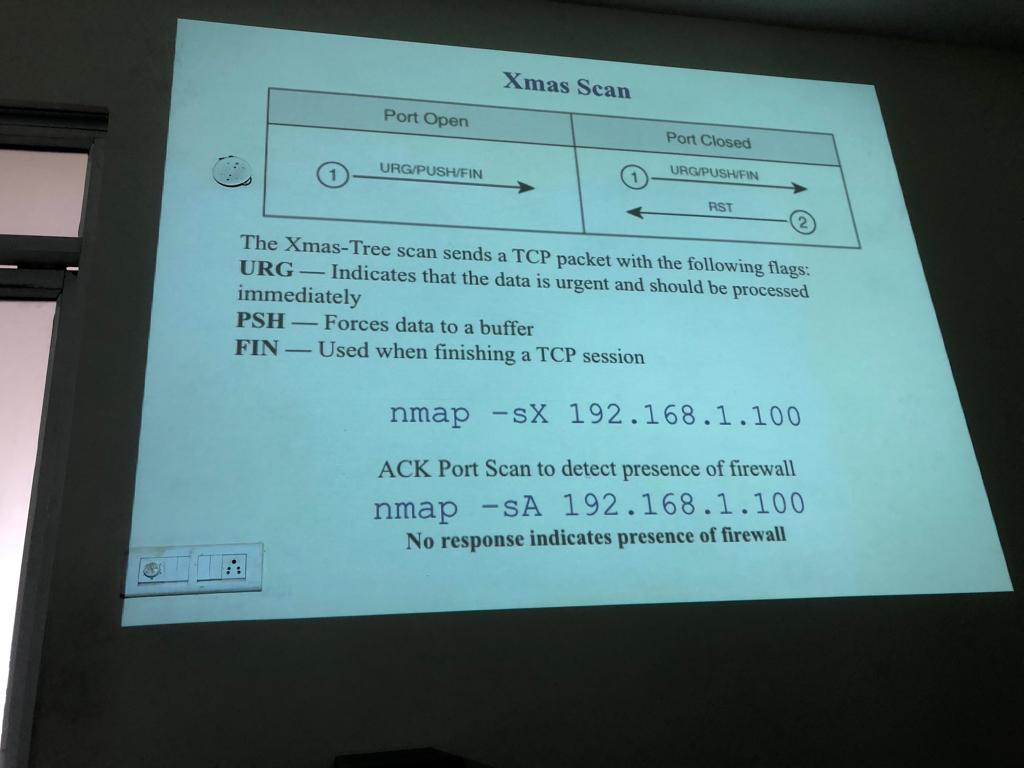 Xmas Scan
Port Open
Port Closed
1 URG/PUSH/FIN
1 URG/PUSH/FIN
RST 2
The Xmas-Tree scan sends a TCP packet with the following flags:
URG — Indicates that the data is urgent and should be processed
immediately
PSH — Forces data to a buffer
FIN — Used when finishing a TCP session
nmap -sX 192.168.1.100
ACK Port Scan to detect presence of firewall
nmap -sA 192.168.1.100
No response indicates presence of firewall